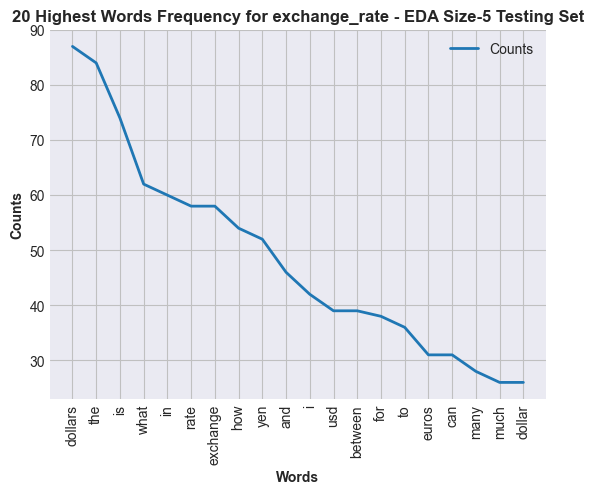 20 Highest Words Frequency for exchange_rate - EDA Size-5 Testing Set
90
80
70
60
50
40
30
Counts
Counts
dollars
the
is
what
in
rate
exchange
how
yen
and
i
usd
between
for
to
euros
can
many
much
dollar
Words